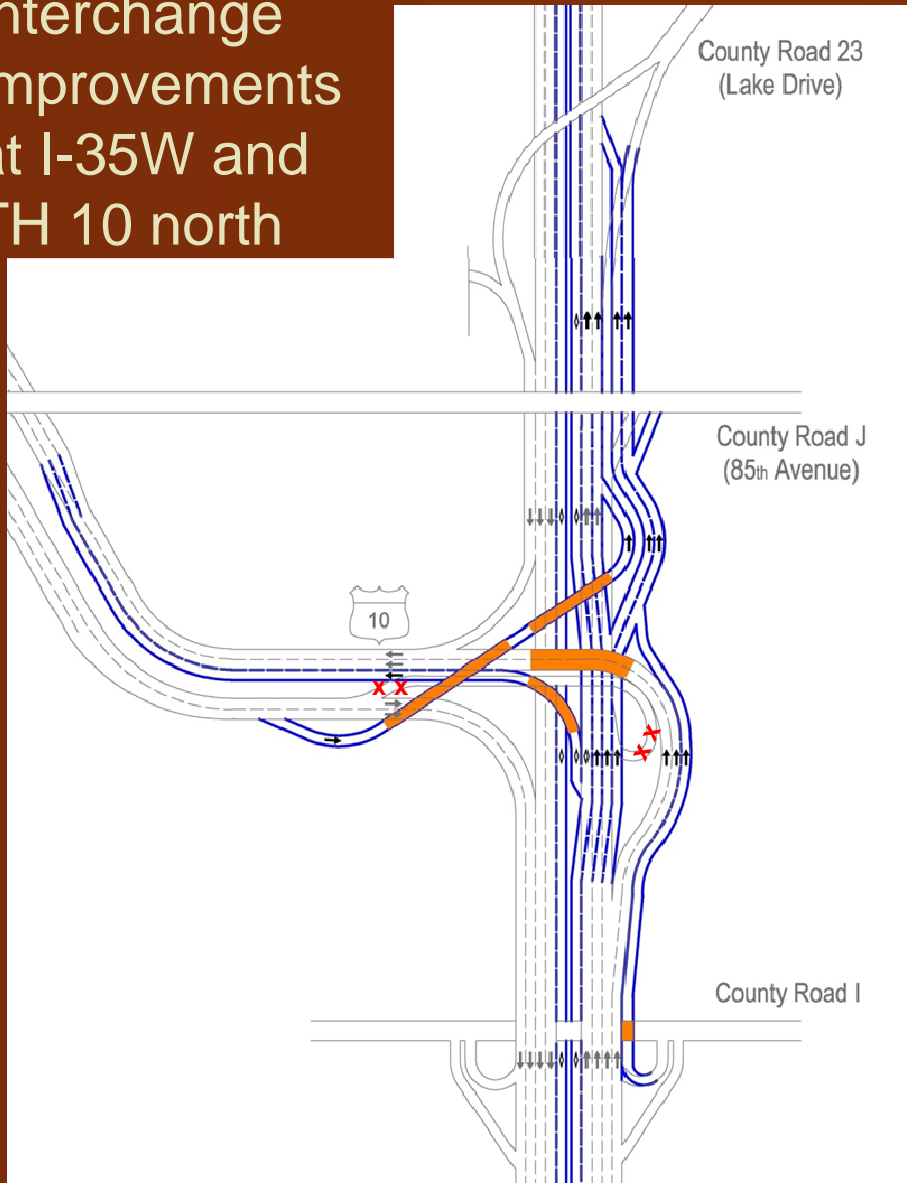 nterchange
mprovements
at I-35W and
TH 10 north
County Road 23
(Lake Drive)
County Road J
(85th Avenue)
10
County Road I